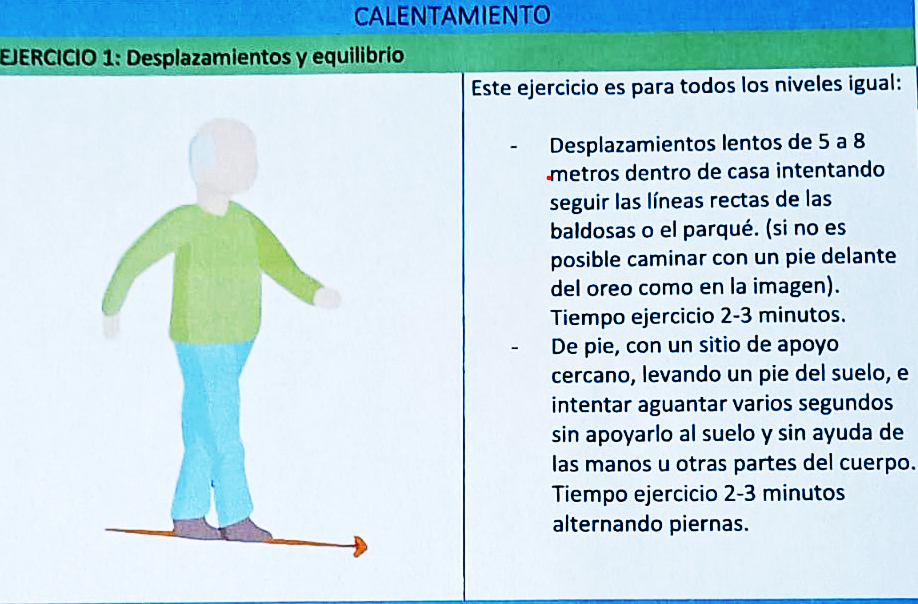 CALENTAMIENTO
EJERCICIO 1: Desplazamientos y equilibrio
Este ejercicio es para todos los niveles igual:
- Desplazamientos lentos de 5 a 8
metros dentro de casa intentando
seguir las líneas rectas de las
baldosas o el parqué. (si no es
posible caminar con un pie delante
del oreo como en la imagen).
Tiempo ejercicio 2-3 minutos.
- De pie, con un sitio de apoyo
cercano, levando un pie del suelo, e
intentar aguantar varios segundos
sin apoyarlo al suelo y sin ayuda de
las manos u otras partes del cuerpo.
Tiempo ejercicio 2-3 minutos
alternando piernas.